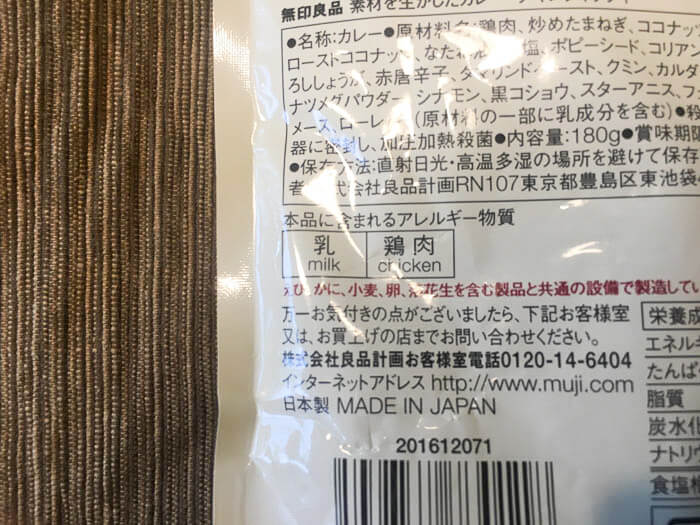 無印良品 素材を生かしたカレー
●名称:カレー●原材料名:鶏肉、炒めたまねぎ、ココナッツ
ローストココナッツ、なたね 塩、ポピーシード、コリアン
ろししょうが、赤唐辛子、タマリンドペースト、クミン、カルダ
ナツメグパウダー、シナモン、黒コショウ、スターアニス、フェ
メース、ローレル、(原材料の一部に乳成分を含む)●殺
器に密封し、加圧加熱殺菌●内容量:180g●賞味期限
●保存方法:直射日光・高温多湿の場所を避けて保存
者 株式会社良品計画RN107東京都豊島区東池袋4
本品に含まれるアレルギー物質
乳 鶏肉
milk chicken
えび、かに、小麦、卵、落花生を含む製品と共通の設備で製造してい
万一お気付きの点がございましたら、下記お客様室
又は、お買上げの店までお問い合わせください。
株式会社良品計画お客様室電話0120-14-6404
インターネットアドレス http://www.muji.com
日本製 MADE IN JAPAN
201612071
栄養成
エネルギ
たんぱく
脂質
炭水化
ナトリウ
食塩相